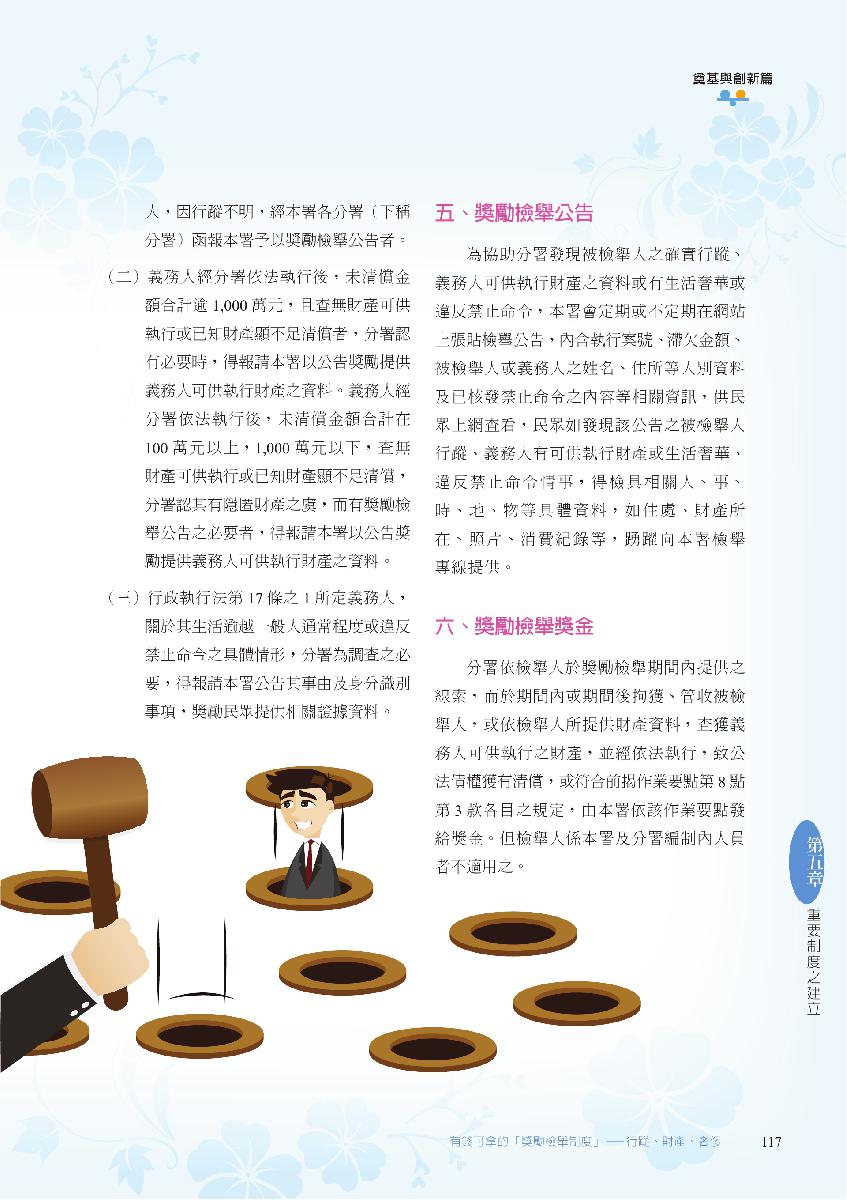 奠基與創新篇
人，因行蹤不明，經本署各分署（下稱
分署）函報本署予以獎勵檢舉公告者。
（二）義務人經分署依法執行後，未清償金
額合計逾 1,000 萬元，且查無財產可供
執行或已知財產顯不足清償者，分署認
有必要時，得報請本署以公告獎勵提供
義務人可供執行財產之資料。義務人經
分署依法執行後，未清償金額合計在
100 萬元以上，1,000 萬元以下，查無
財產可供執行或已知財產顯不足清償，
分署認其有隱匿財產之虞，而有獎勵檢
舉公告之必要者，得報請本署以公告獎
勵提供義務人可供執行財產之資料。
（三）行政執行法第 17 條之 1 所定義務人，
關於其生活逾越一般人通常程度或違反
禁止命令之具體情形，分署為調查之必
要，得報請本署公告其事由及身分識別
事項，獎勵民眾提供相關證據資料。
五、獎勵檢舉公告
為協助分署發現被檢舉人之確實行蹤、
義務人可供執行財產之資料或有生活奢華或
違反禁止命令，本署會定期或不定期在網站
上張貼檢舉公告，內含執行案號、滯欠金額、
被檢舉人或義務人之姓名、住所等人別資料
及已核發禁止命令之內容等相關資訊，供民
眾上網查看，民眾如發現該公告之被檢舉人
行蹤、義務人有可供執行財產或生活奢華、
違反禁止命令情事，得檢具相關人、事、
時、地、物等具體資料，如住處、財產所
在、照片、消費紀錄等，踴躍向本署檢舉
專線提供。
六、獎勵檢舉獎金
分署依檢舉人於獎勵檢舉期間內提供之
線索，而於期間內或期間後拘獲、管收被檢
舉人，或依檢舉人所提供財產資料，查獲義
務人可供執行之財產，並經依法執行，致公
法債權獲有清償，或符合前揭作業要點第 8 點
第 3 款各目之規定，由本署依該作業要點發
給獎金。但檢舉人係本署及分署編制內人員
者不適用之。
第五章
重要制度之建立
有錢可拿的「獎勵檢舉制度」──行蹤、財產、奢侈
117